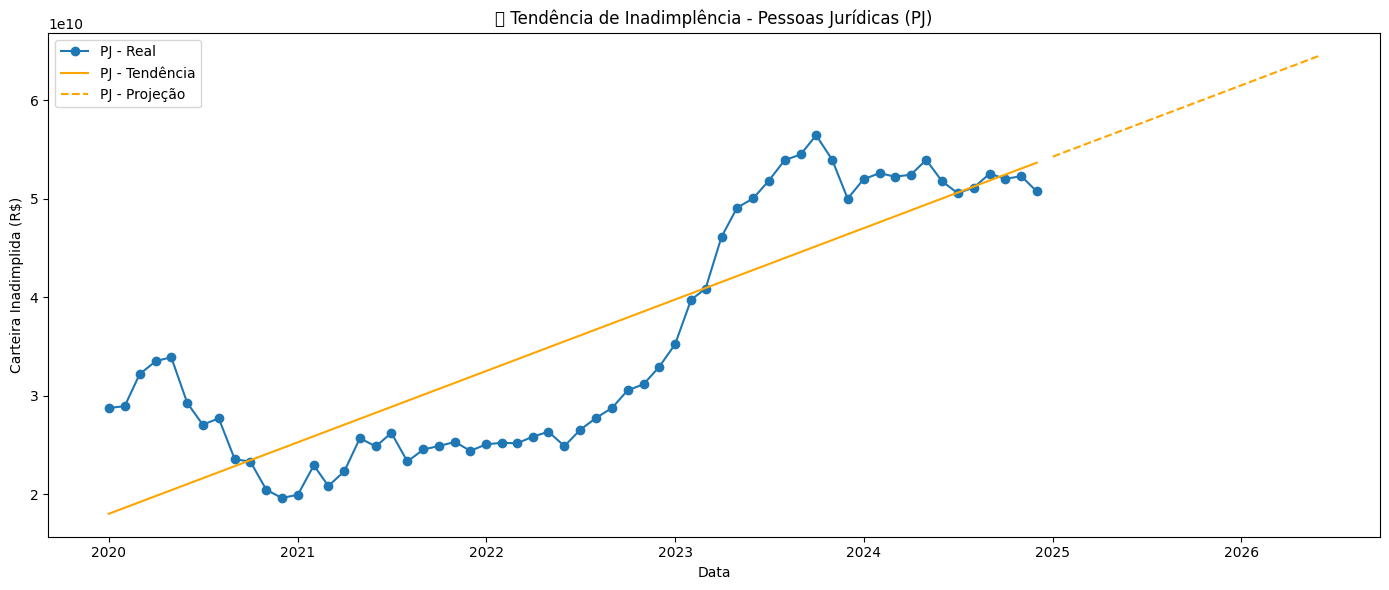 Tendência de Inadimplência - Pessoas Jurídicas (PJ)
1e10
PJ - Real
PJ - Tendência
PJ - Projeção
Carteira Inadimplida (R$)
6
5
4
3
2
2020 2021 2022 2023 2024 2025 2026
Data